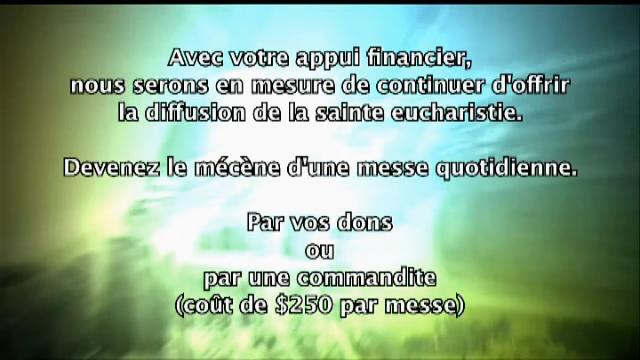 Avec votre appui financier,
nous serons en mesure de continuer d'offrir
la diffusion de la sainte eucharistie.
Devenez le mécène d'une messe quotidienne.
Par vos dons
ou
par une commandite
(coût de $250 par messe)